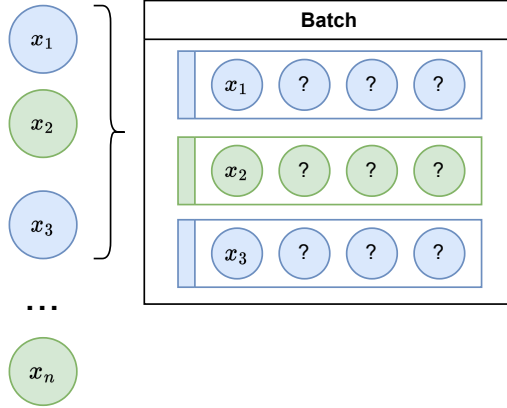 x₁
x₂
x₃
...
xₙ
Batch
x₁ ? ? ?
x₂ ? ? ?
x₃ ? ? ?